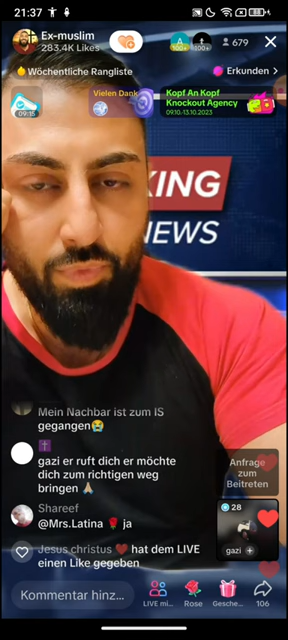 21:37
Ex-muslim
283.4K Likes
100+
1100+
679
Wöchentliche Rangliste
Erkunden >
09:15
Vielen Dank
Kopf An Kopf
Knockout Agency
09.10-13.10.2023
KING
NEWS
Mein Nachbar ist zum IS
gegangen😭
✝️
gazi er ruft dich er möchte
dich zum richtigen weg
bringen 🙏🏼
Shareef
@Mrs.Latina 🌹 ja
Jesus christus ❤️ hat dem LIVE
einen Like gegeben
Anfrage
zum
Beitreten
28
gazi +
Kommentar hinz...
LIVE mi...
Rose
Gesche...
106